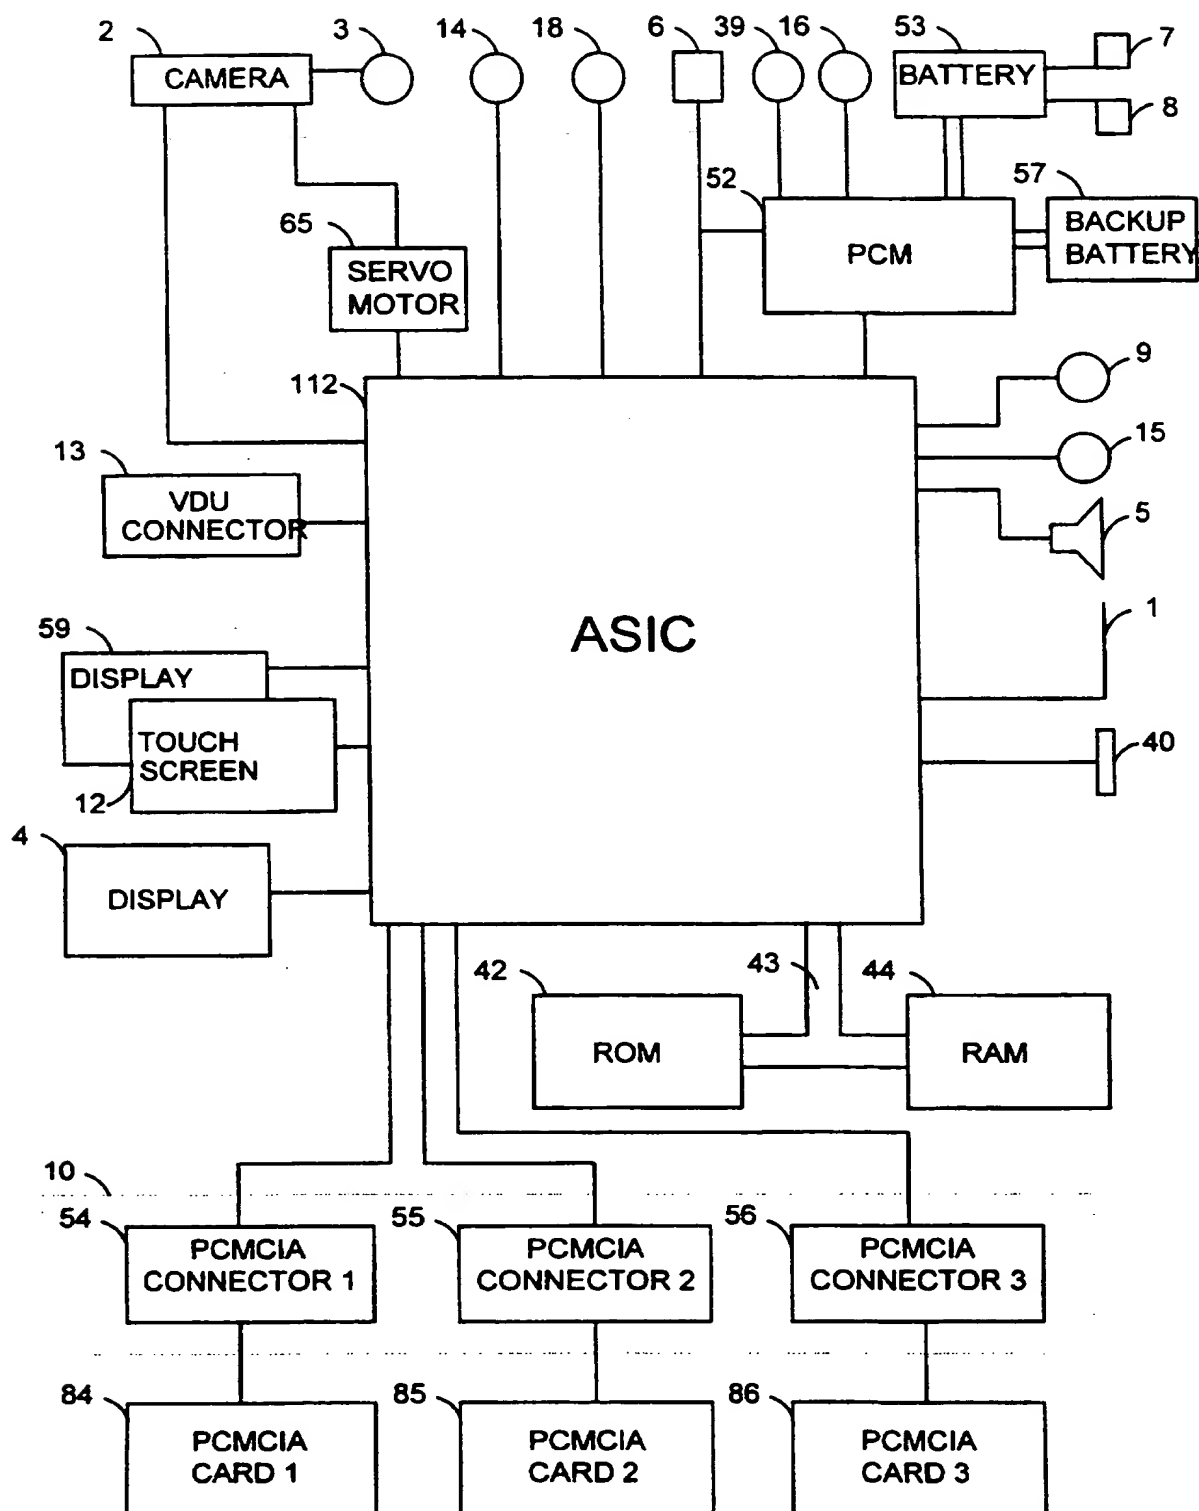 2
3
14
18
6
39
16
53
7
CAMERA
BATTERY
8
52
57
65
PCM
BACKUP
BATTERY
SERVO
MOTOR
112
9
13
15
VDU
CONNECTOR
5
59
1
ASIC
DISPLAY
TOUCH
SCREEN
12
40
4
DISPLAY
42
43
44
ROM
RAM
10
54
55
56
PCMCIA
CONNECTOR 1
PCMCIA
CONNECTOR 2
PCMCIA
CONNECTOR 3
84
85
86
PCMCIA
CARD 1
PCMCIA
CARD 2
PCMCIA
CARD 3